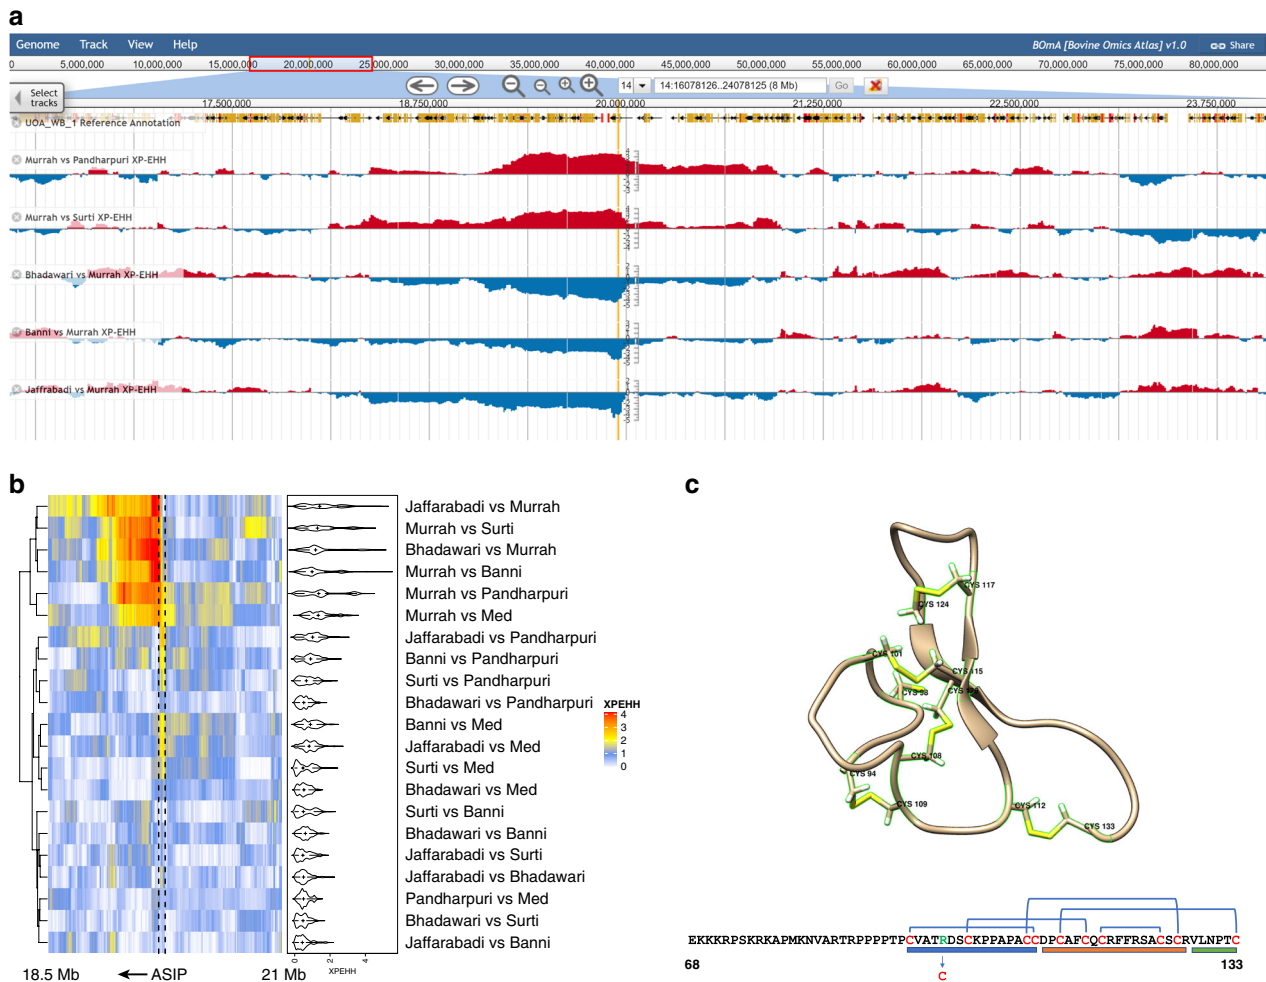 a
Genome Track View Help BOmA [Bovine Omics Atlas] v1.0 Share
0 5,000,000 10,000,000 15,000,000 20,000,000 25,000,000 30,000,000 35,000,000 40,000,000 45,000,000 50,000,000 55,000,000 60,000,000 65,000,000 70,000,000 75,000,000 80,000,000
Select tracks 14 14:16078126..24078125 (8 Mb) Go
17,500,000 18,750,000 20,000,000 21,250,000 22,500,000 23,750,000
UOA_WB_1 Reference Annotation
Murrah vs Pandharpuri XP-EHH
Murrah vs Surti XP-EHH
Bhadawari vs Murrah XP-EHH
Banni vs Murrah XP-EHH
Jaffrabadi vs Murrah XP-EHH
b
Jaffarabadi vs Murrah
Murrah vs Surti
Bhadawari vs Murrah
Murrah vs Banni
Murrah vs Pandharpuri
Murrah vs Med
Jaffarabadi vs Pandharpuri
Banni vs Pandharpuri
Surti vs Pandharpuri
Bhadawari vs Pandharpuri
Banni vs Med
Jaffarabadi vs Med
Surti vs Med
Bhadawari vs Med
Surti vs Banni
Bhadawari vs Banni
Jaffarabadi vs Surti
Jaffarabadi vs Bhadawari
Pandharpuri vs Med
Bhadawari vs Surti
Jaffarabadi vs Banni
XPEHH
4
3
2
1
0
0 2 4
XPEHH
18.5 Mb ASIP 21 Mb
c
CYS 117
CYS 124
CYS 101
CYS 115
CYS 93
CYS 108
CYS 94
CYS 109
CYS 112
CYS 133
EKKKRPSKRKAPMKNVARTRPPPPTPCVATRDSCKPPAPACCDPCAFCQCRFFRSACSCRVLNPTC
68 133
C